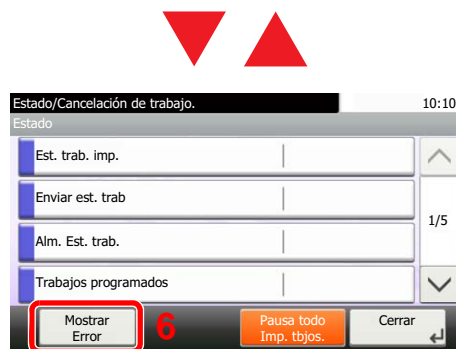 Estado/Cancelación de trabajo.
10:10
Estado
Est. trab. imp.
Enviar est. trab
1/5
Alm. Est. trab.
Trabajos programados
Mostrar
Error
6
Pausa todo
Imp. tbjos.
Cerrar